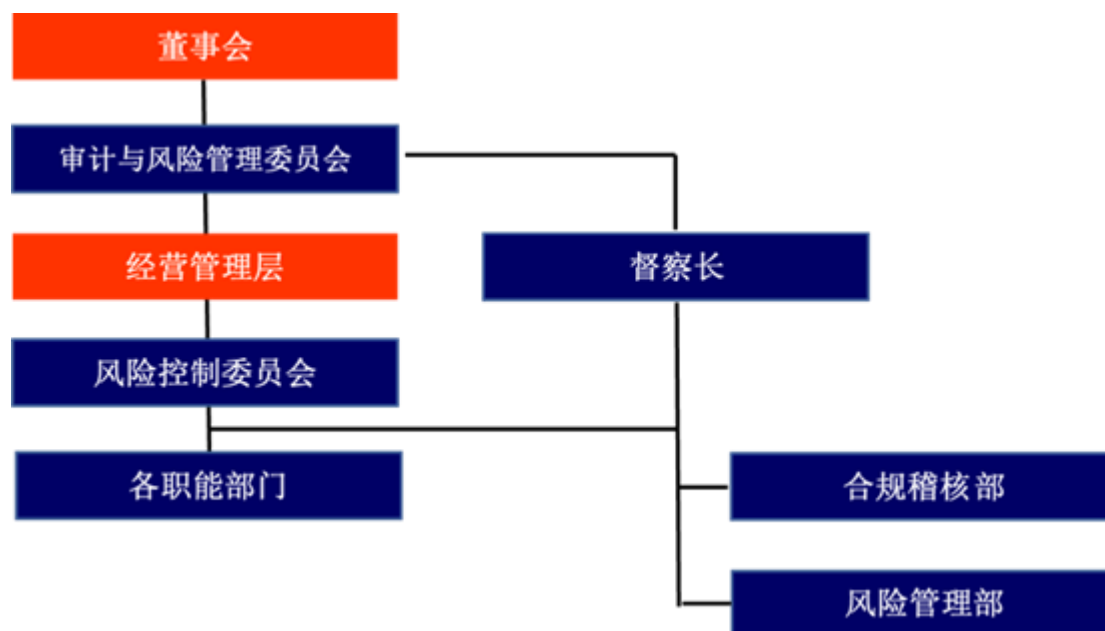 董事会
审计与风险管理委员会
经营管理层
督察长
风险控制委员会
各职能部门
合规稽核部
风险管理部